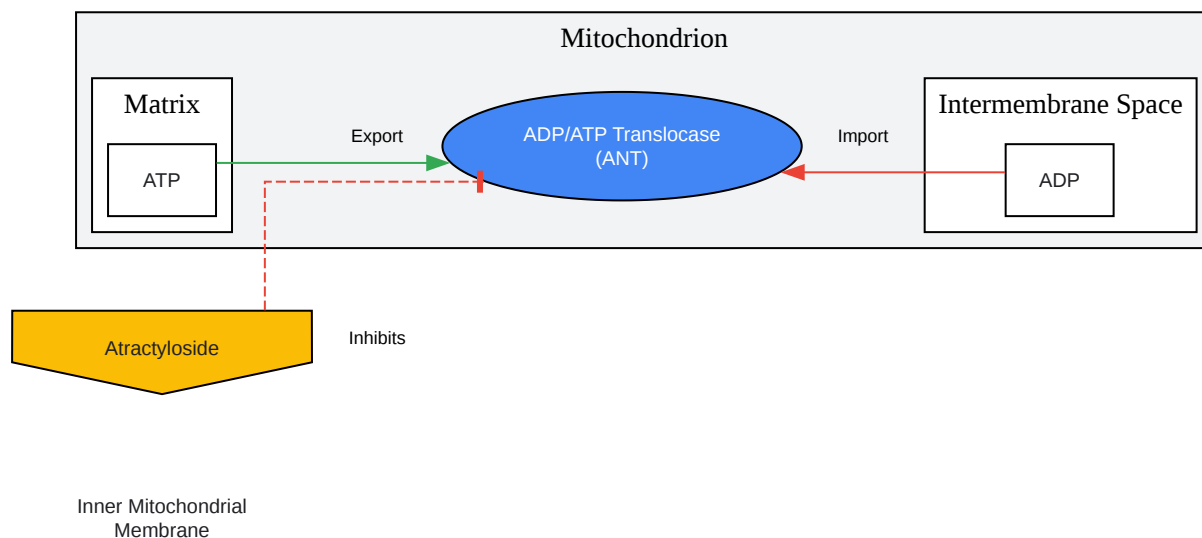 Mitochondrion
Matrix
ATP
Export
ADP/ATP Translocase
(ANT)
Import
Intermembrane Space
ADP
Atractyloside
Inhibits
Inner Mitochondrial
Membrane